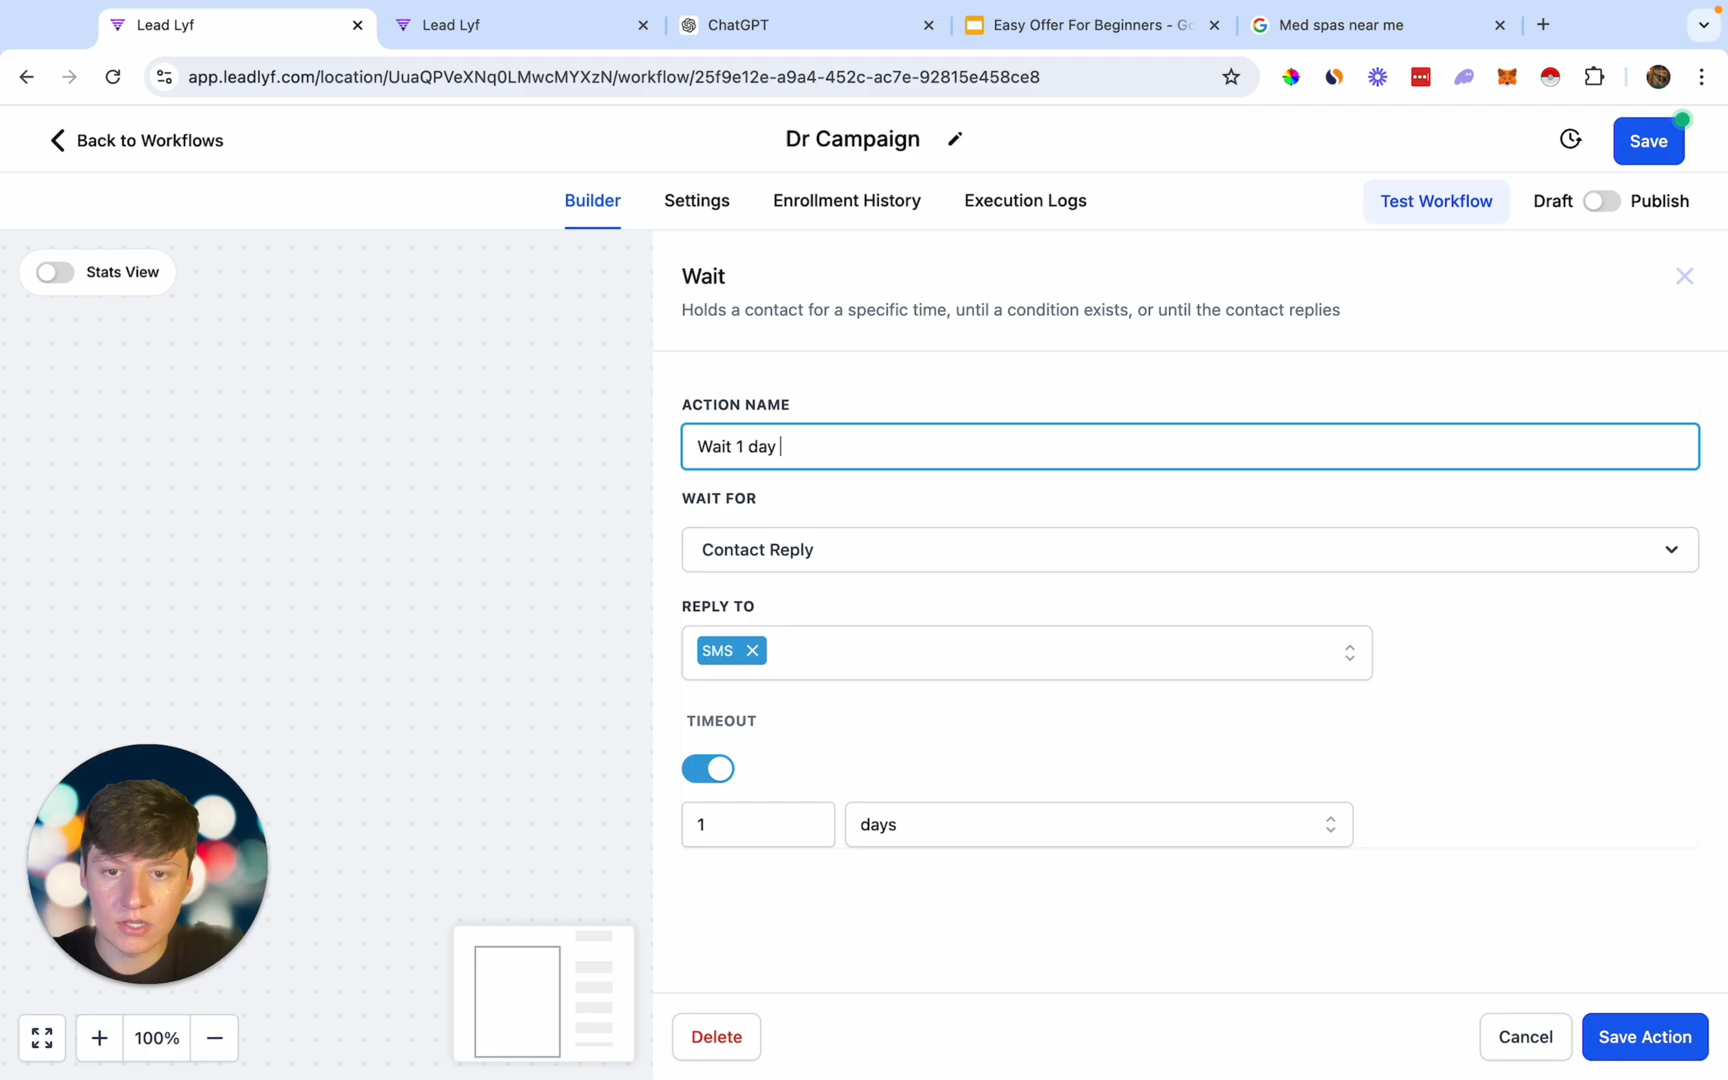 Lead Lyf
Lead Lyf
ChatGPT
Easy Offer For Beginners - Go
Med spas near me
app.leadlyf.com/location/UuaQPVeXNq0LMwcMYXzN/workflow/25f9e12e-a9a4-452c-ac7e-92815e458ce8
Back to Workflows
Dr Campaign
Save
Builder
Settings
Enrollment History
Execution Logs
Test Workflow
Draft
Publish
Stats View
Wait
Holds a contact for a specific time, until a condition exists, or until the contact replies
ACTION NAME
Wait 1 day
WAIT FOR
Contact Reply
REPLY TO
SMS
TIMEOUT
1
days
100%
Delete
Cancel
Save Action